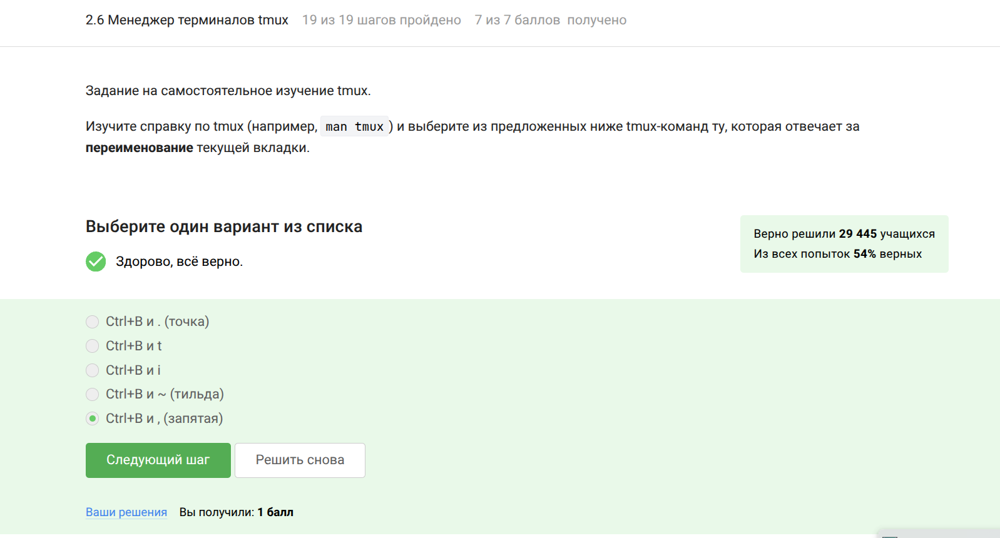 2.6 Менеджер терминалов tmux 19 из 19 шагов пройдено 7 из 7 баллов получено
Задание на самостоятельное изучение tmux.
Изучите справку по tmux (например, man tmux) и выберите из предложенных ниже tmux-команд ту, которая отвечает за
переименование текущей вкладки.
Выберите один вариант из списка
Здорово, всё верно.
Верно решили 29 445 учащихся
Из всех попыток 54% верных
Ctrl+B и . (точка)
Ctrl+B и t
Ctrl+B и i
Ctrl+B и ~ (тильда)
Ctrl+B и , (запятая)
Следующий шаг Решить снова
Ваши решения Вы получили: 1 балл